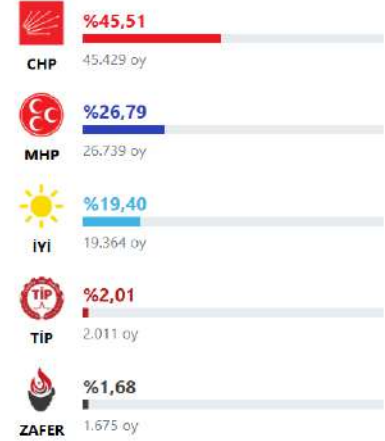 %45,51
CHP
45.429 oy
%26,79
MHP
26.739 oy
%19,40
İYİ
19.364 oy
TİP
%2,01
TİP
2.011 oy
%1,68
ZAFER
1.675 oy